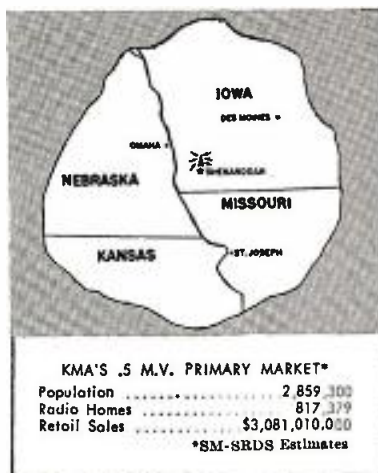 IOWA
DES MOINES
OMAHA
SHENANDOAH
NEBRASKA
MISSOURI
ST. JOSEPH
KANSAS
KMA'S .5 M.V. PRIMARY MARKET*
Population .................. 2,859,300
Radio Homes .................. 817,379
Retail Sales .............. $3,081,010,000
*SM-SRDS Estimates